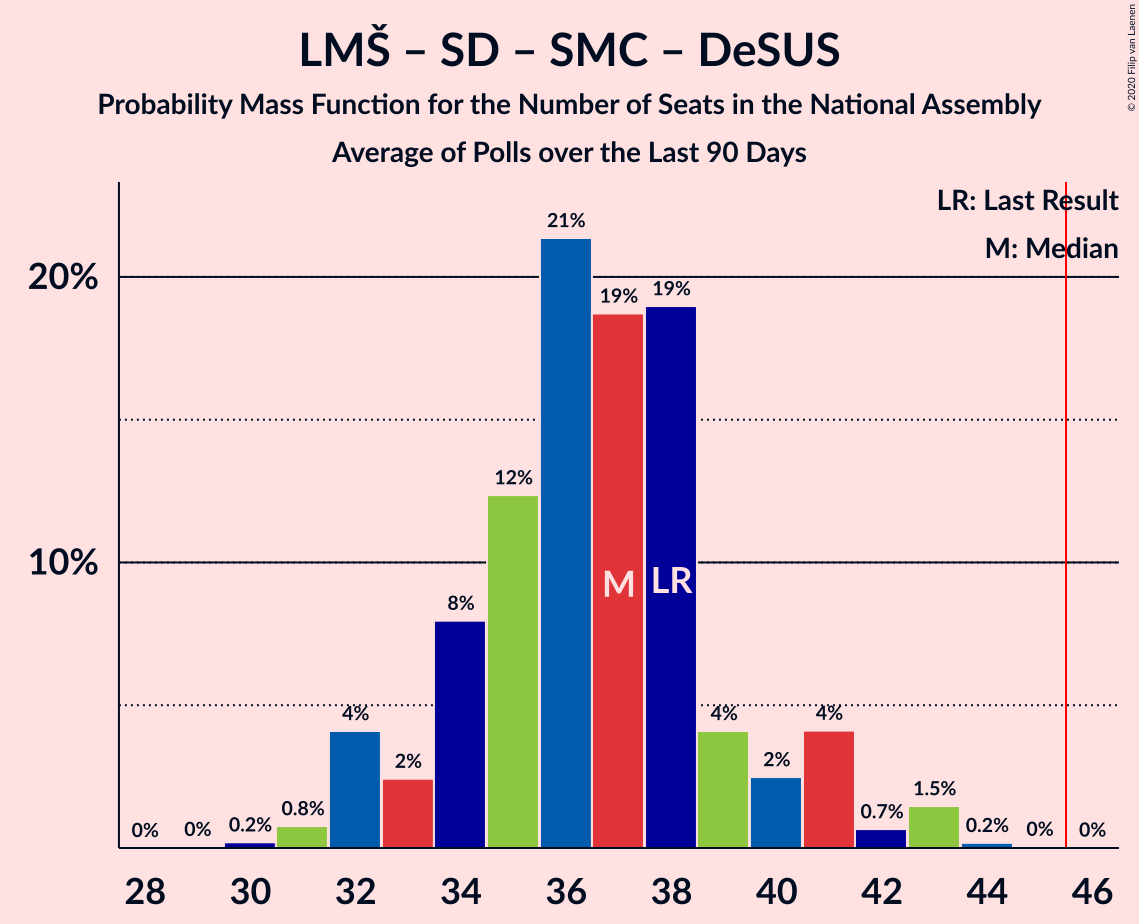 LMŠ – SD – SMC – DeSUS
Probability Mass Function for the Number of Seats in the National Assembly
Average of Polls over the Last 90 Days
© 2020 Filip van Laenen
LR: Last Result
M: Median
20%
10%
0%
0%
0.2%
0.8%
4%
2%
8%
12%
21%
19%
19%
4%
2%
4%
0.7%
1.5%
0.2%
0%
0%
M
LR
28 30 32 34 36 38 40 42 44 46